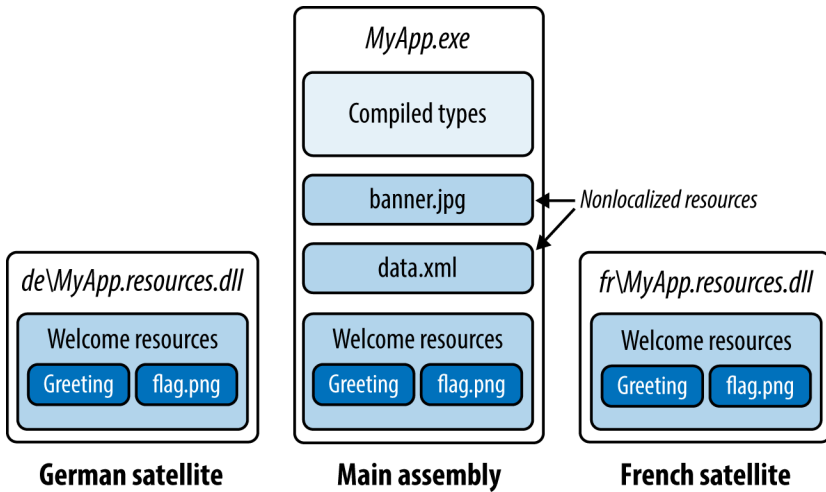 MyApp.exe
Compiled types
banner.jpg
Nonlocalized resources
data.xml
de\MyApp.resources.dll
Welcome resources
Greeting
flag.png
Welcome resources
Greeting
flag.png
fr\MyApp.resources.dll
Welcome resources
Greeting
flag.png
German satellite
Main assembly
French satellite